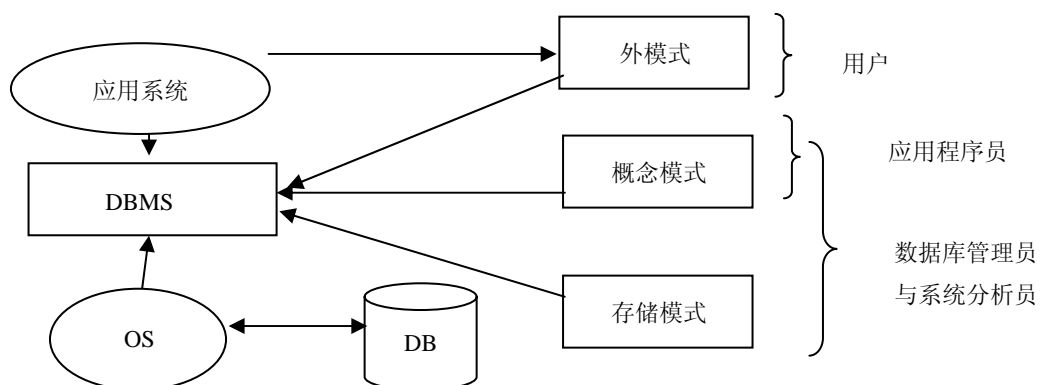 外模式
用户
应用系统
应用程序员
概念模式
DBMS
数据库管理员
与系统分析员
存储模式
OS
DB